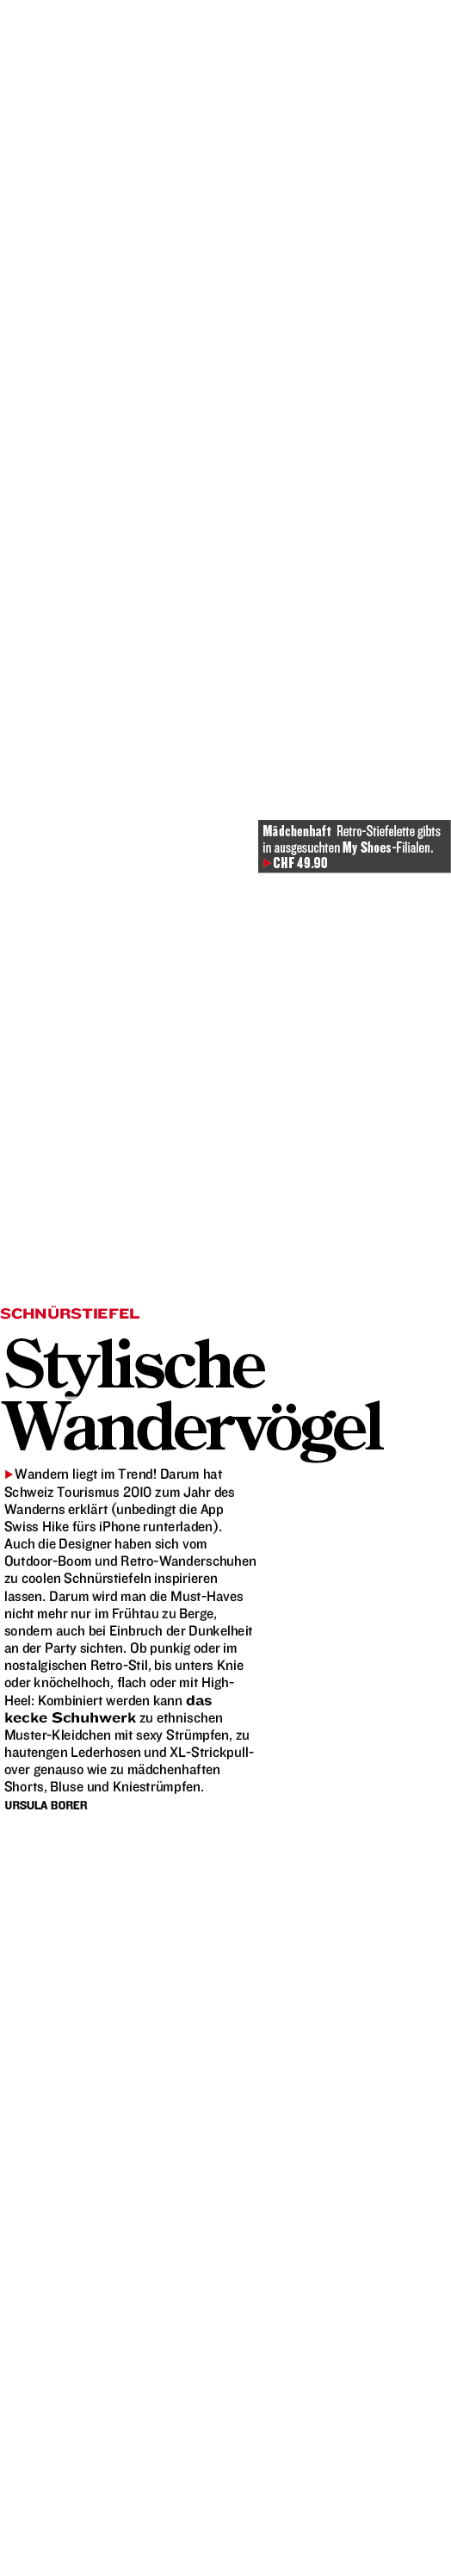 Mädchenhaft Retro-Stiefelette gibts
in ausgesuchten My Shoes-Filialen.
▶CHF 49.90
SCHNÜRSTIEFEL
Stylische
Wandervögel
▶Wandern liegt im Trend! Darum hat
Schweiz Tourismus 2010 zum Jahr des
Wanderns erklärt (unbedingt die App
Swiss Hike fürs iPhone runterladen).
Auch die Designer haben sich vom
Outdoor-Boom und Retro-Wanderschuhen
zu coolen Schnürstiefeln inspirieren
lassen. Darum wird man die Must-Haves
nicht mehr nur im Frühtau zu Berge,
sondern auch bei Einbruch der Dunkelheit
an der Party sichten. Ob punkig oder im
nostalgischen Retro-Stil, bis unters Knie
oder knöchelhoch, flach oder mit High-
Heel: Kombiniert werden kann das
kecke Schuhwerk zu ethnischen
Muster-Kleidchen mit sexy Strümpfen, zu
hautengen Lederhosen und XL-Strickpull-
over genauso wie zu mädchenhaften
Shorts, Bluse und Kniestrümpfen.
URSULA BORER